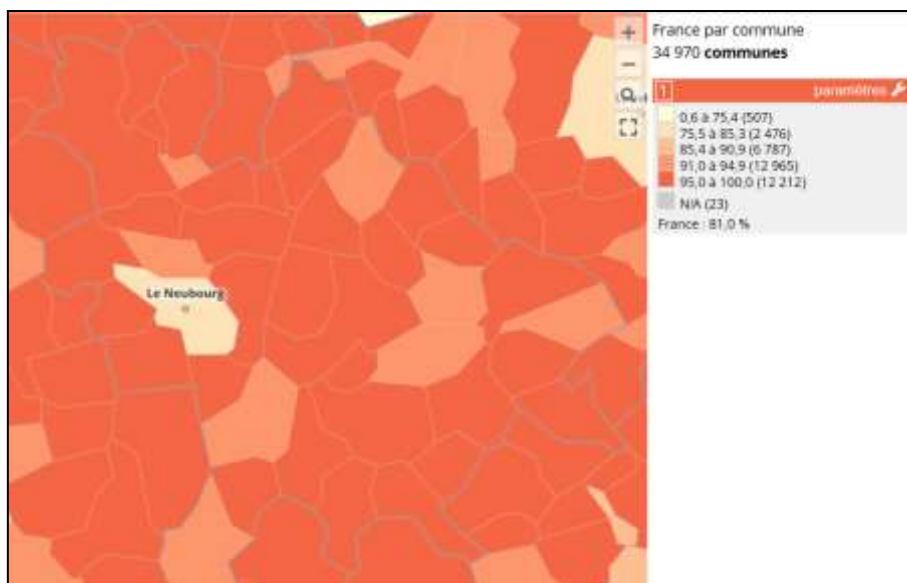 Le Neubourg
+
−
France par commune
34 970 communes
1
paramètres
0,6 à 75,4 (507)
75,5 à 85,3 (2 476)
85,4 à 90,9 (6 787)
91,0 à 94,9 (12 965)
95,0 à 100,0 (12 212)
N/A (23)
France : 81,0 %